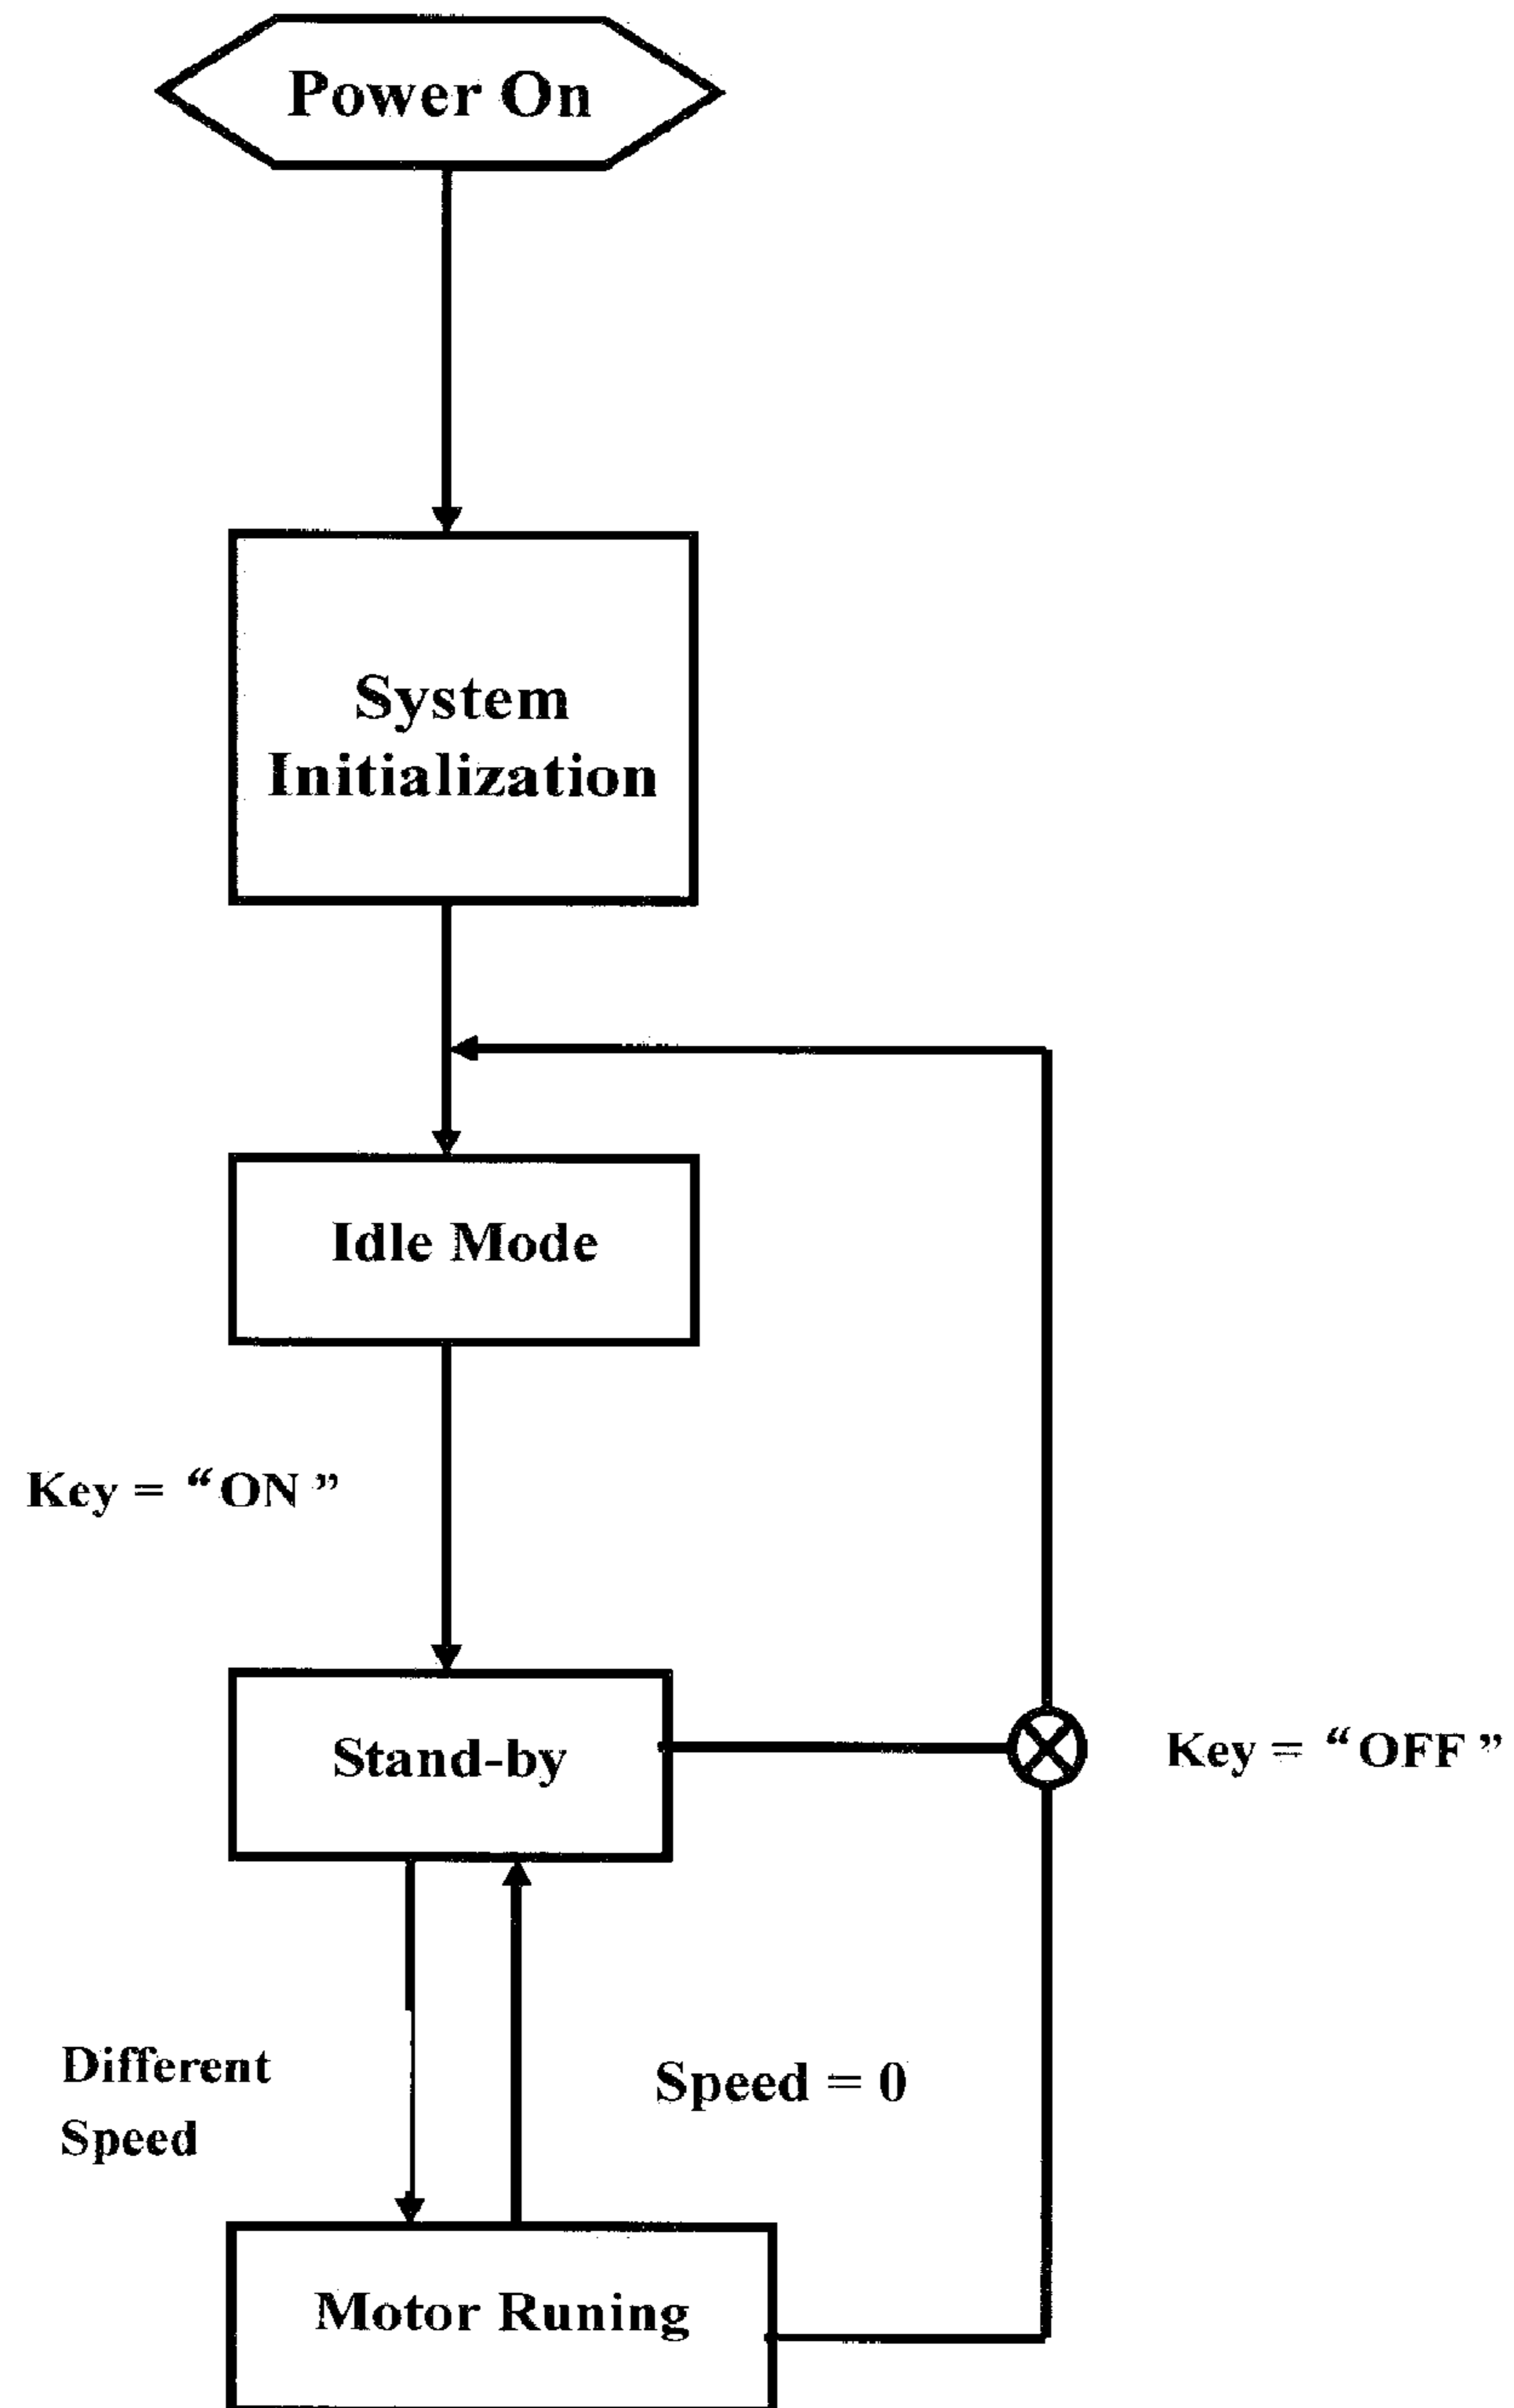 Power On
System
Initialization
Idle Mode
Key = “ON”
Stand-by
Key = “OFF”
Different
Speed
Speed = 0
Motor Runing